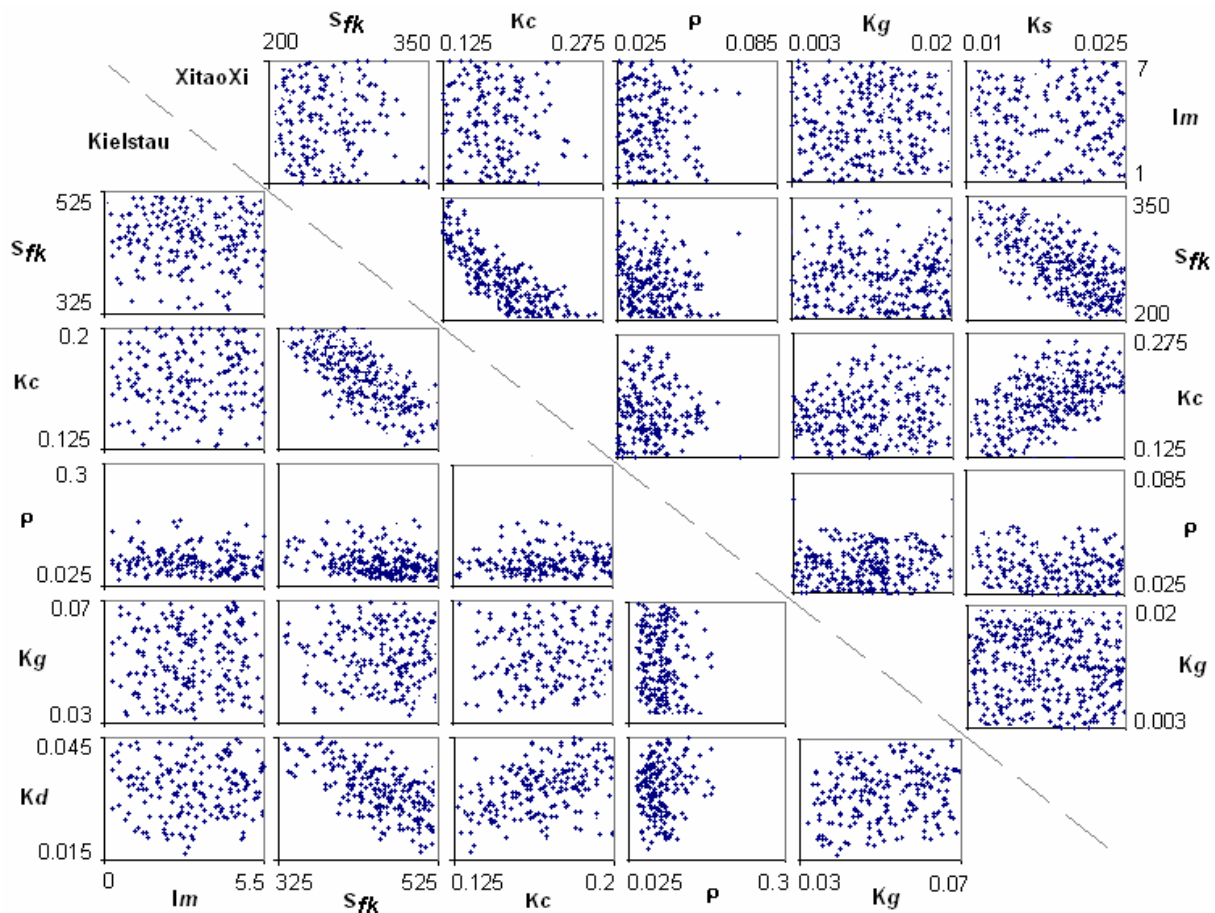 Sfk Kc ρ Kg Ks
200 350 0.125 0.275 0.025 0.085 0.003 0.02 0.01 0.025
XitaoXi 7
Im
Kielstau
1
525 350
Sfk Sfk
325 200
0.2 0.275
Kc Kc
0.125 0.125
0.3 0.085
ρ ρ
0.025 0.025
0.07 0.02
Kg Kg
0.03 0.003
0.045
Kd
0.015
0 5.5 325 525 0.125 0.2 0.025 0.3 0.03 0.07
Im Sfk Kc ρ Kg